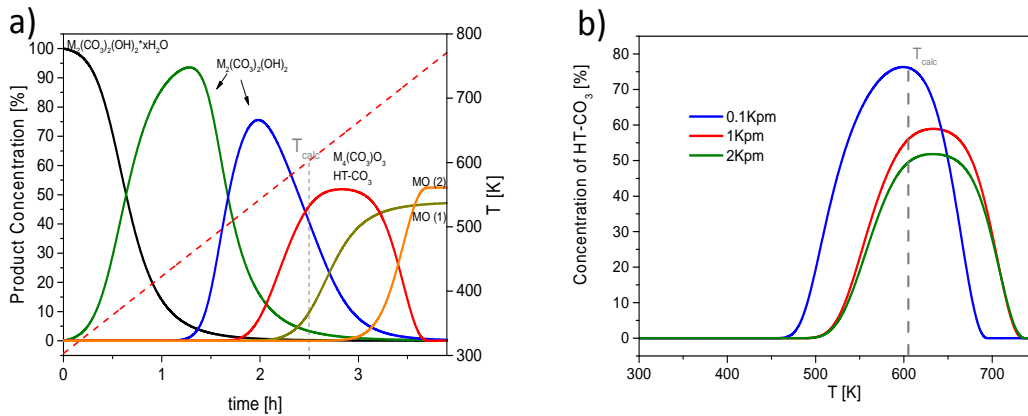 a)
M₂(CO₃)₂(OH)₂*xH₂O
M₂(CO₃)₂(OH)₂
T_calc
M₄(CO₃)O₃
HT-CO₃
MO (2)
MO (1)
Product Concentration [%]
100
90
80
70
60
50
40
30
20
10
0
0
1
2
3
time [h]
800
700
600
500
400
300
T [K]
b)
T_calc
0.1Kpm
1Kpm
2Kpm
Concentration of HT-CO₃ [%]
80
70
60
50
40
30
20
10
0
300
400
500
600
700
T [K]